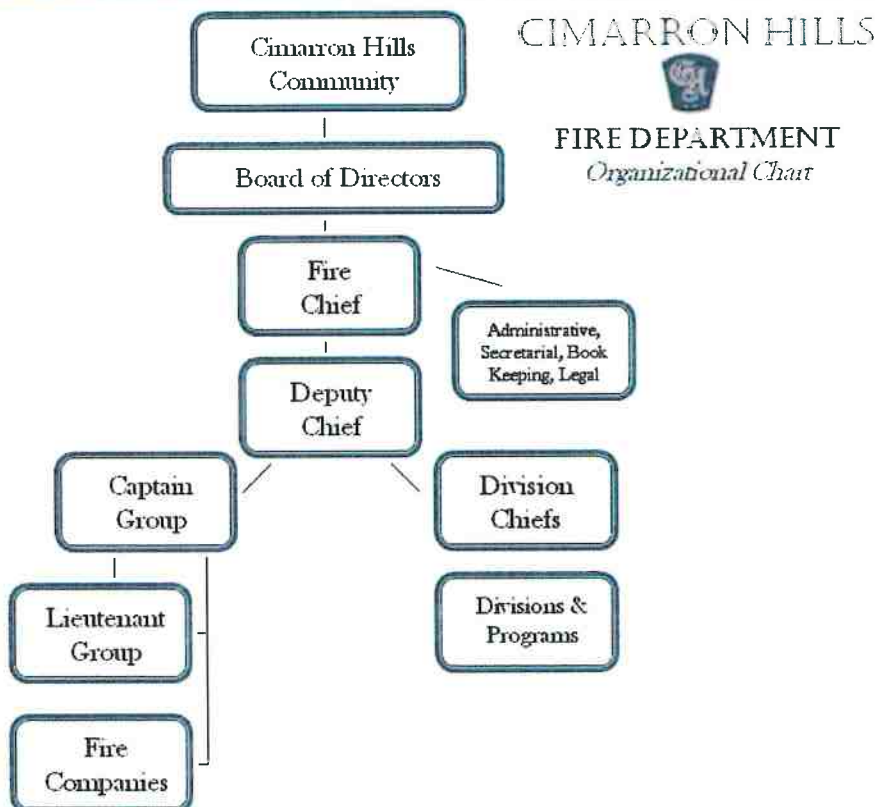 Cimarron Hills
Community
CIMARRON HILLS
FIRE DEPARTMENT
Organizational Chart
Board of Directors
Fire
Chief
Administrative,
Secretarial, Book
Keeping, Legal
Deputy
Chief
Captain
Group
Division
Chiefs
Lieutenant
Group
Divisions &
Programs
Fire
Companies